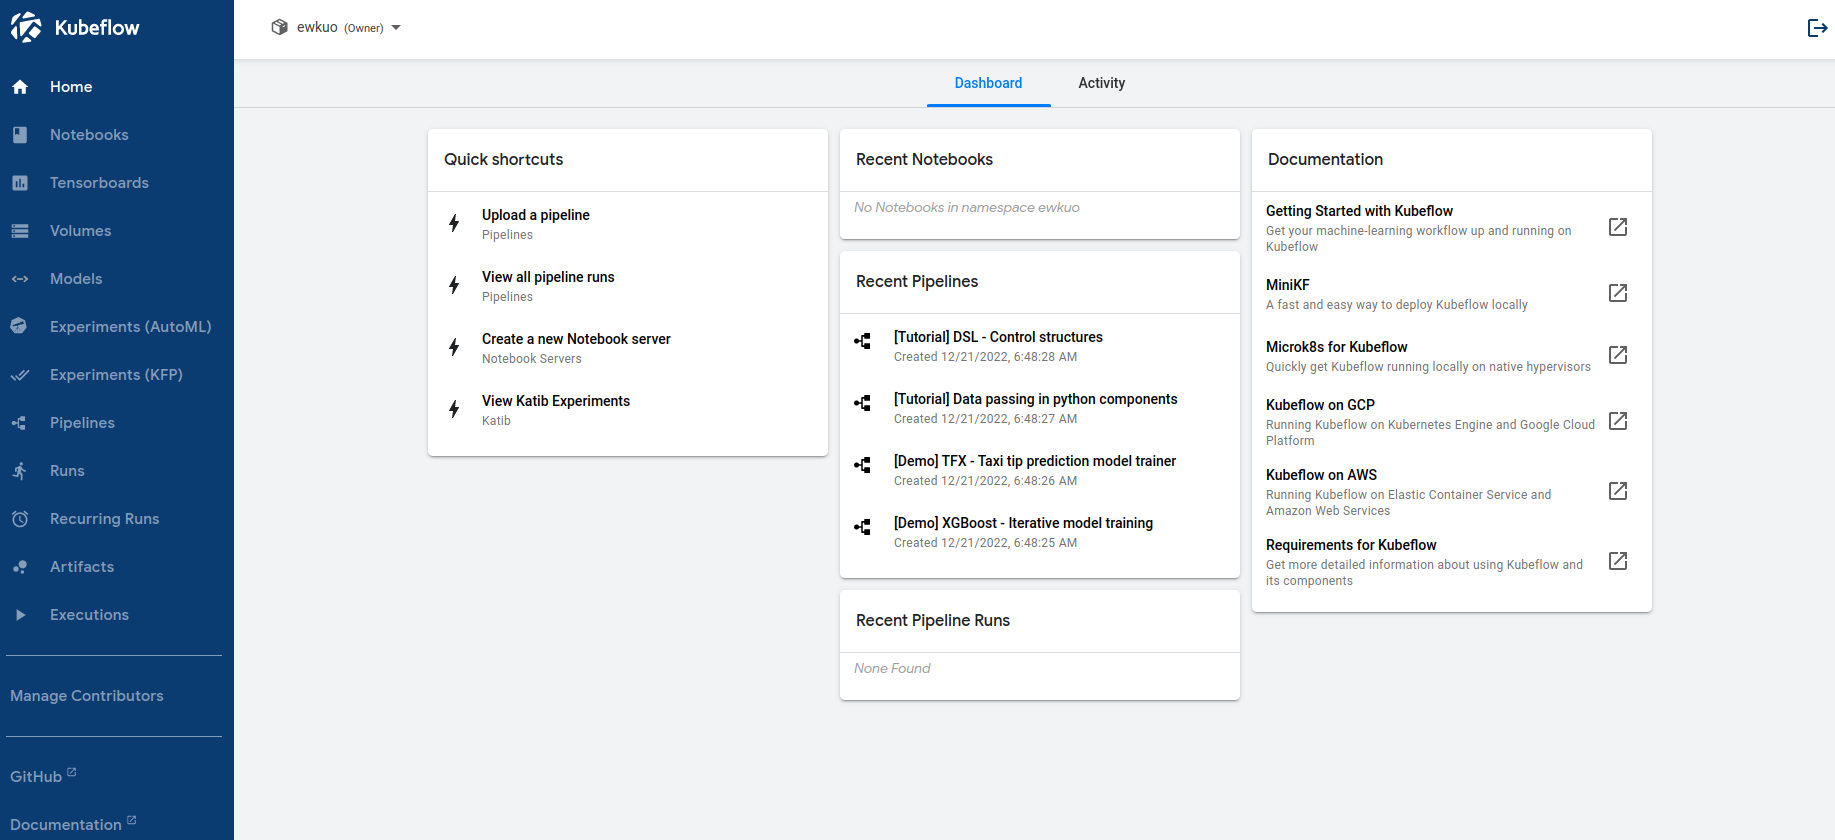 Kubeflow
Home
Notebooks
Tensorboards
Volumes
Models
Experiments (AutoML)
Experiments (KFP)
Pipelines
Runs
Recurring Runs
Artifacts
Executions
Manage Contributors
GitHub
Documentation
ewkuo (Owner)
Dashboard
Activity
Quick shortcuts
Upload a pipeline
Pipelines
View all pipeline runs
Pipelines
Create a new Notebook server
Notebook Servers
View Katib Experiments
Katib
Recent Notebooks
No Notebooks in namespace ewkuo
Recent Pipelines
[Tutorial] DSL - Control structures
Created 12/21/2022, 6:48:28 AM
[Tutorial] Data passing in python components
Created 12/21/2022, 6:48:27 AM
[Demo] TFX - Taxi tip prediction model trainer
Created 12/21/2022, 6:48:26 AM
[Demo] XGBoost - Iterative model training
Created 12/21/2022, 6:48:25 AM
Recent Pipeline Runs
None Found
Documentation
Getting Started with Kubeflow
Get your machine-learning workflow up and running on
Kubeflow
MiniKF
A fast and easy way to deploy Kubeflow locally
Microk8s for Kubeflow
Quickly get Kubeflow running locally on native hypervisors
Kubeflow on GCP
Running Kubeflow on Kubernetes Engine and Google Cloud
Platform
Kubeflow on AWS
Running Kubeflow on Elastic Container Service and
Amazon Web Services
Requirements for Kubeflow
Get more detailed information about using Kubeflow and
its components